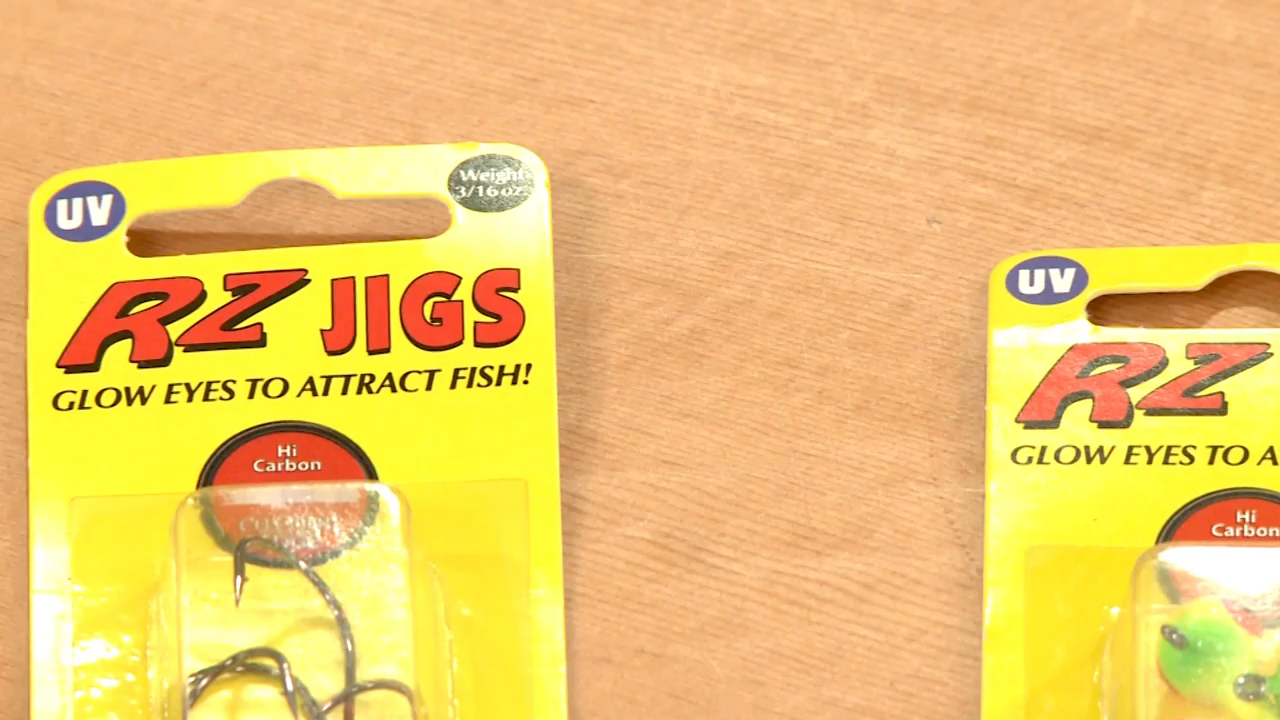 UV
Weight
3/16 oz.
RZ JIGS
GLOW EYES TO ATTRACT FISH!
Hi
Carbon
UV
RZ
GLOW EYES TO A
Hi
Carbon